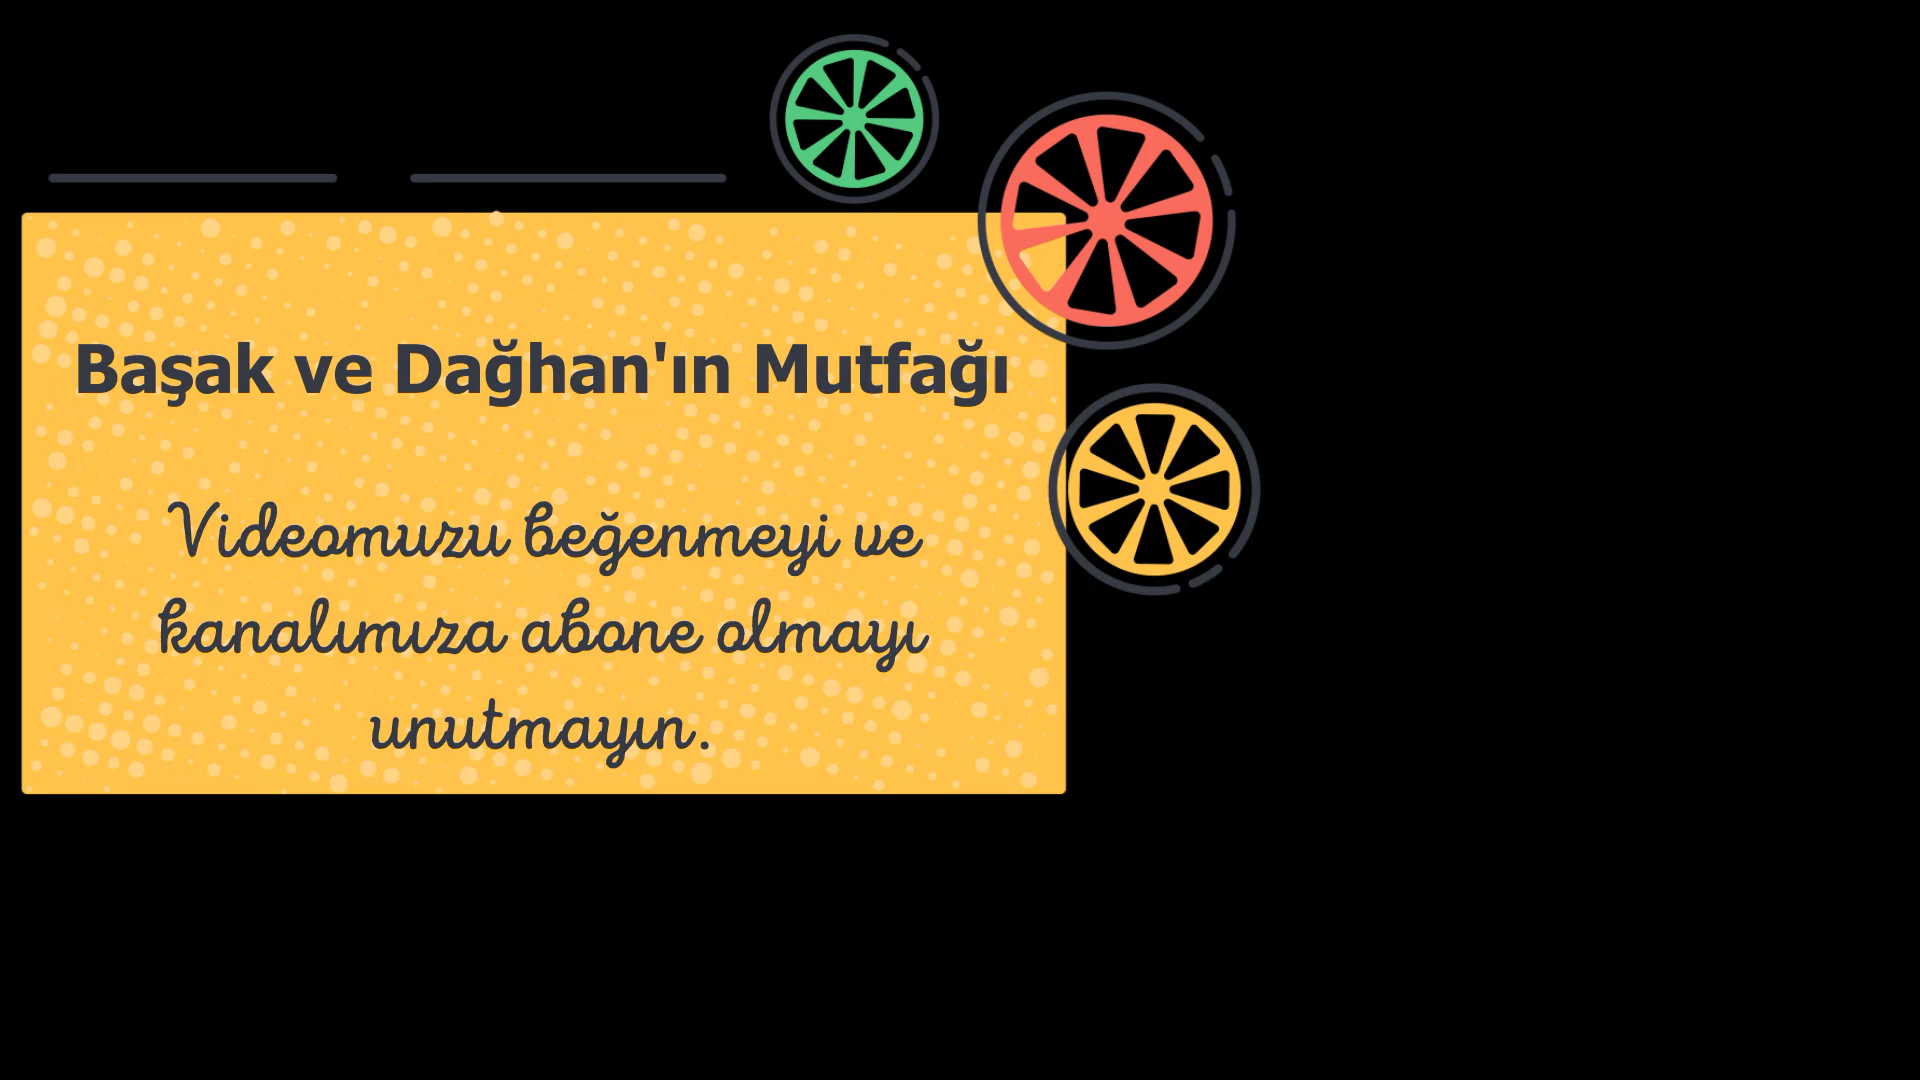 Başak ve Dağhan'ın Mutfağı
Videomuzu beğenmeyi ve
kanalımıza abone olmayı
unutmayın.